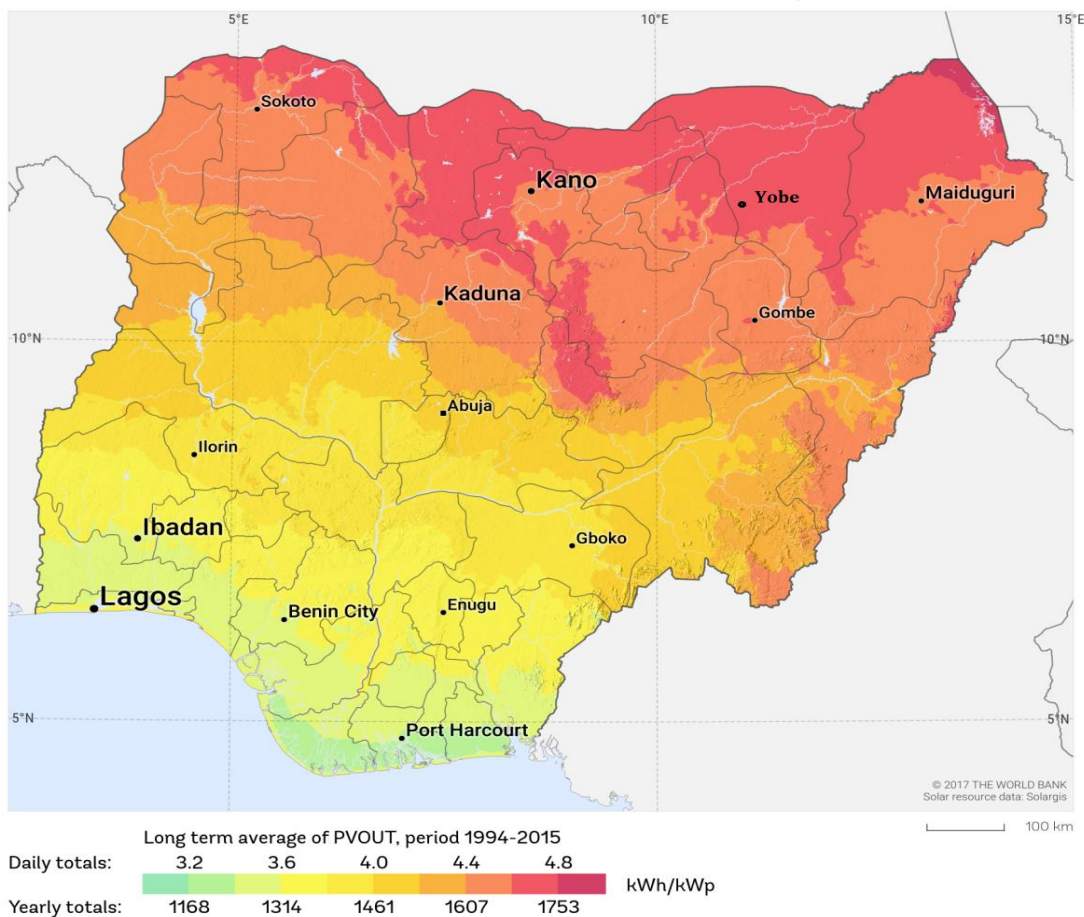 5°E 10°E 15°E
Sokoto
Kano
Yobe
Maiduguri
Kaduna
Gombe
10°N 10°N
Abuja
Ilorin
Ibadan
Gboko
Lagos
Benin City
Enugu
5°N 5°N
Port Harcourt
© 2017 THE WORLD BANK
Solar resource data: Solargis
100 km
Long term average of PVOUT, period 1994-2015
Daily totals: 3.2 3.6 4.0 4.4 4.8
kWh/kWp
Yearly totals: 1168 1314 1461 1607 1753